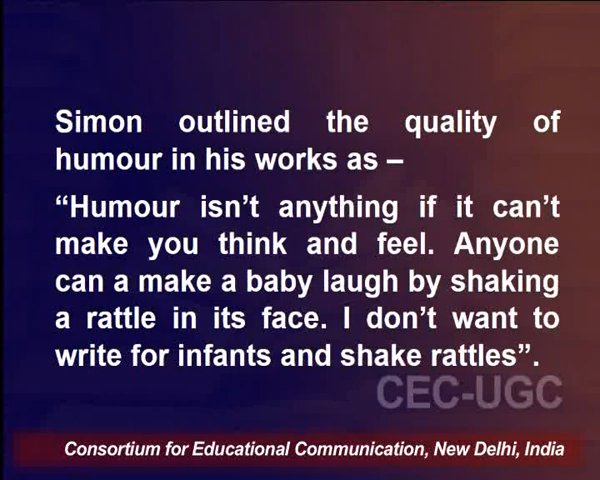 Simon outlined the quality of
humour in his works as –
“Humour isn’t anything if it can’t
make you think and feel. Anyone
can a make a baby laugh by shaking
a rattle in its face. I don’t want to
write for infants and shake rattles”.
CEC-UGC
Consortium for Educational Communication, New Delhi, India